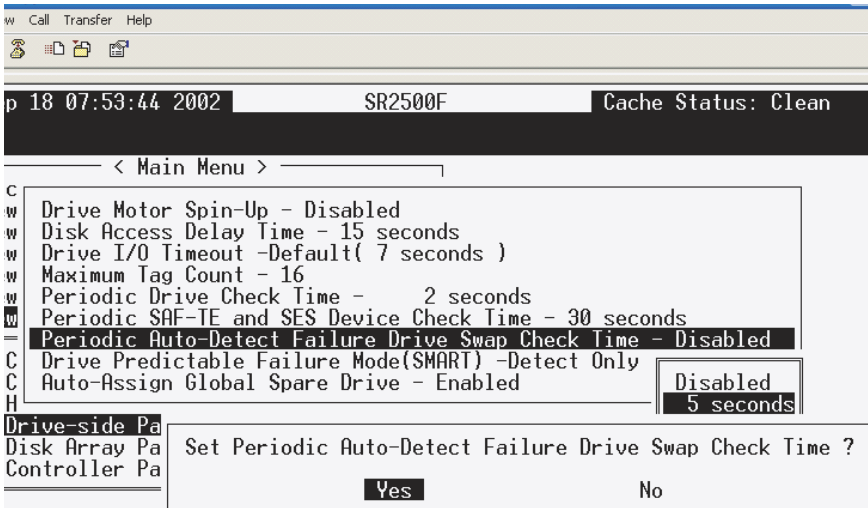 w Call Transfer Help
p 18 07:53:44 2002 SR2500F Cache Status: Clean
< Main Menu >
c
w Drive Motor Spin-Up - Disabled
w Disk Access Delay Time - 15 seconds
w Drive I/O Timeout -Default( 7 seconds )
w Maximum Tag Count - 16
w Periodic Drive Check Time - 2 seconds
w Periodic SAF-TE and SES Device Check Time - 30 seconds
Periodic Auto-Detect Failure Drive Swap Check Time - Disabled
C Drive Predictable Failure Mode(SMART) -Detect Only
C Auto-Assign Global Spare Drive - Enabled
Disabled
H
5 seconds
Drive-side Pa
Disk Array Pa
Controller Pa
Set Periodic Auto-Detect Failure Drive Swap Check Time ?
Yes No